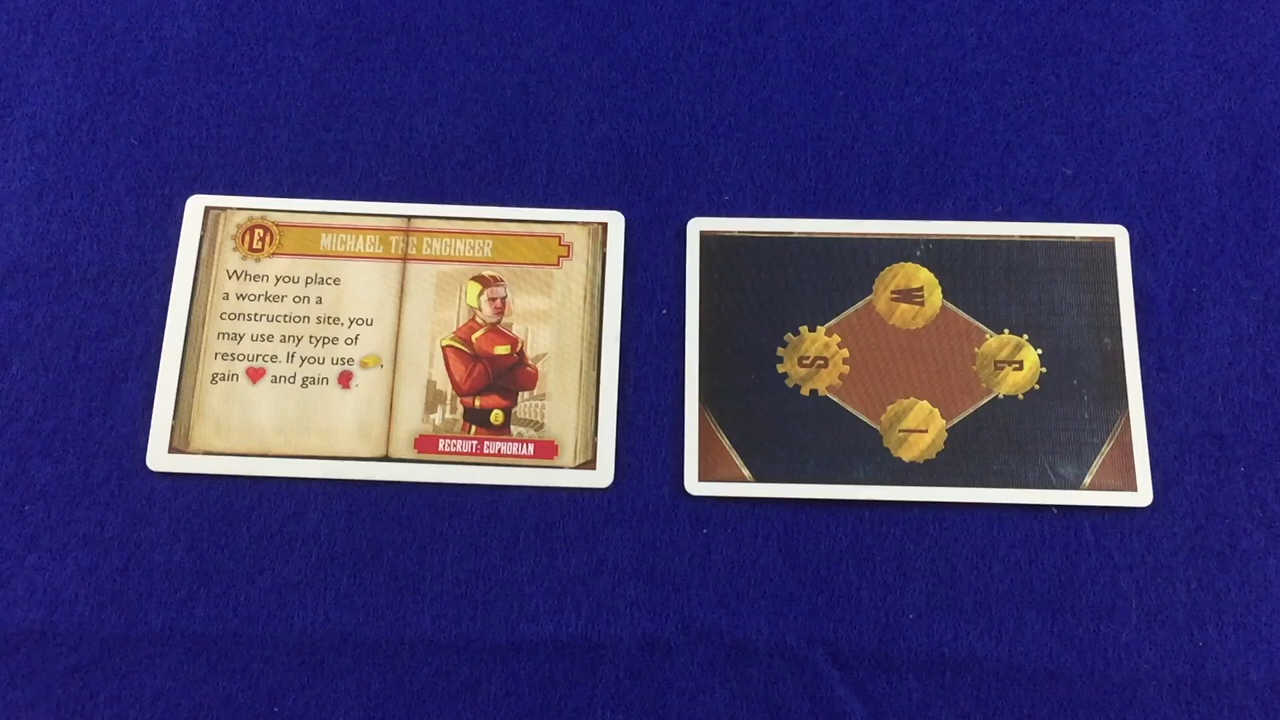 E MICHAEL THE ENGINEER
When you place
a worker on a
construction site, you
may use any type of
resource. If you use ,
gain and gain .
E
RECRUIT: EUPHORIAN
W
S
E
I